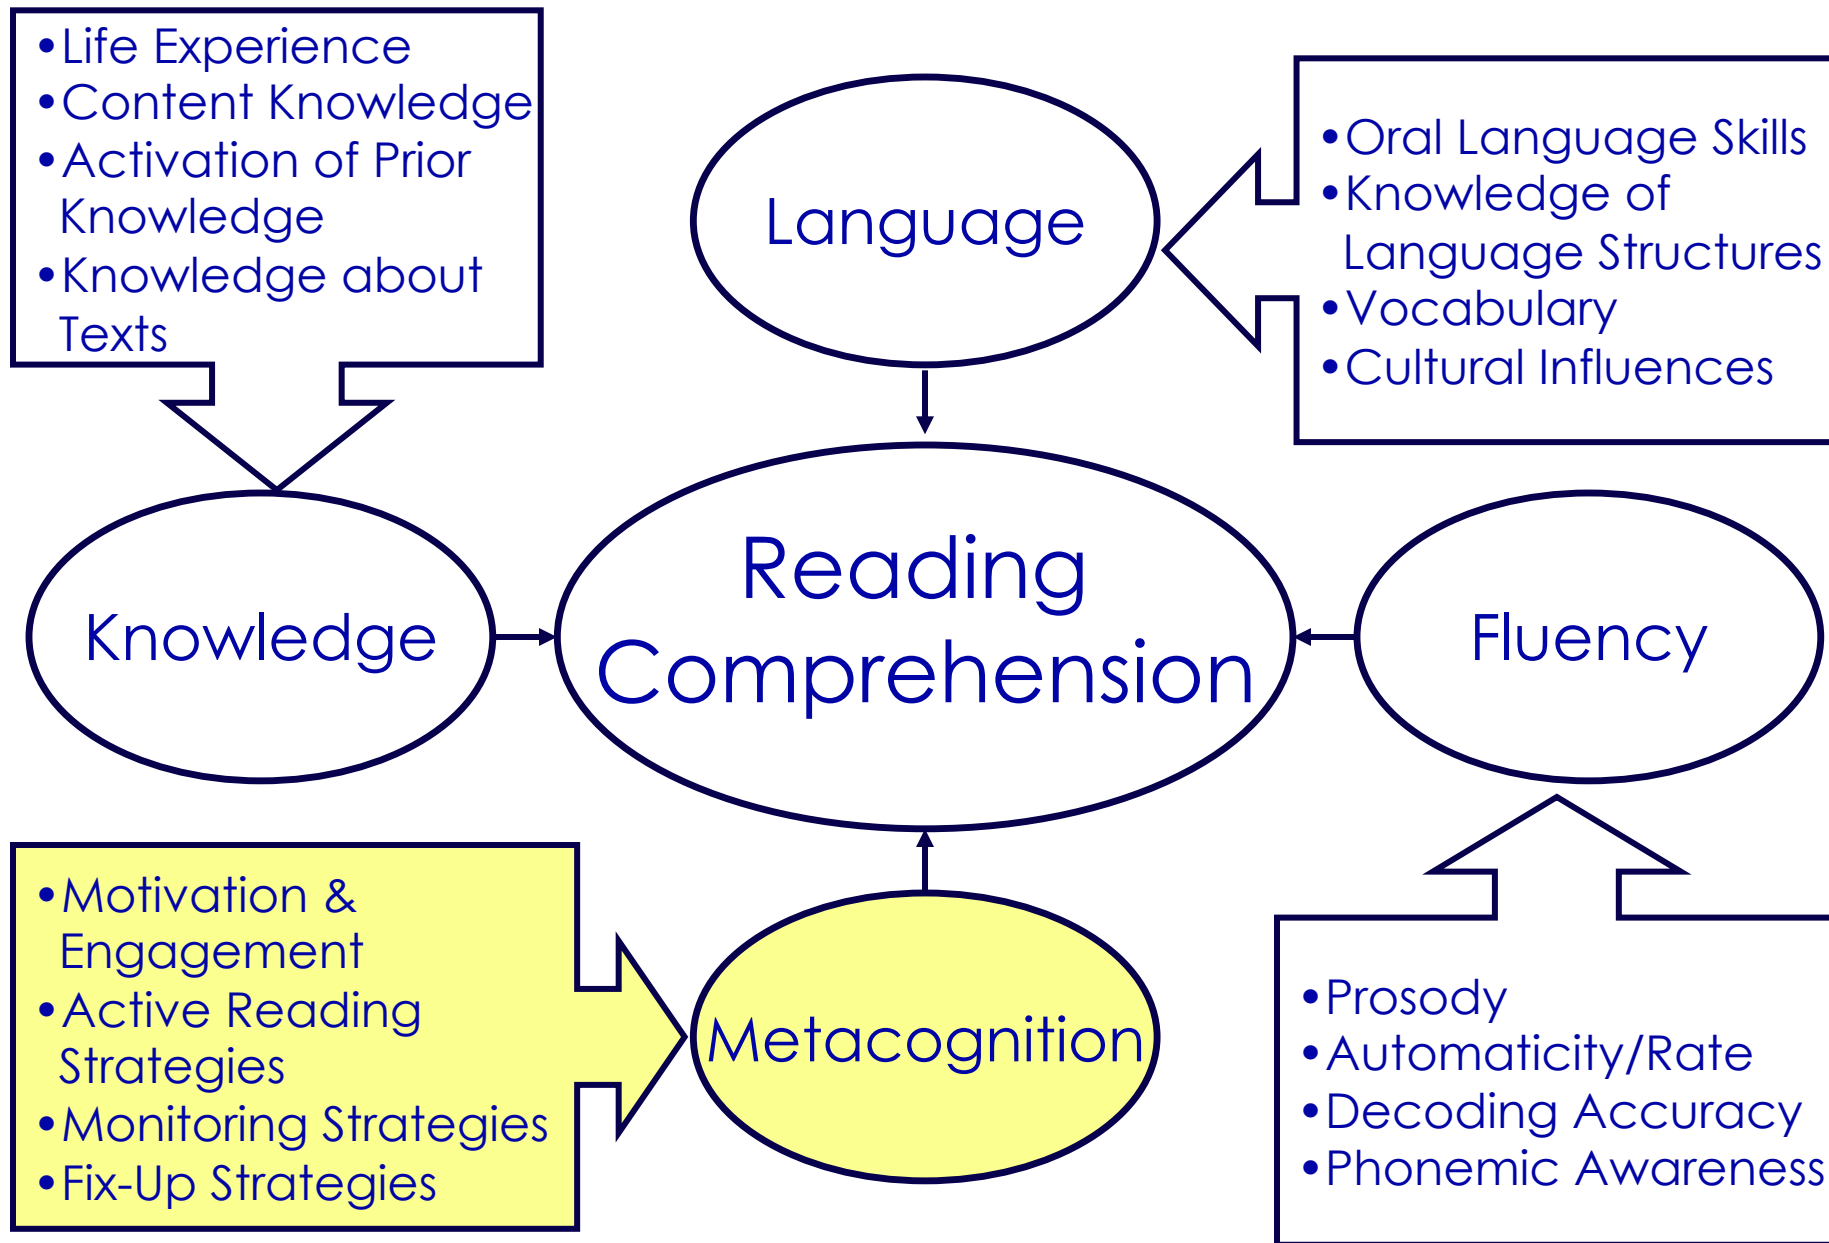 •Life Experience
•Content Knowledge
•Activation of Prior
Knowledge
•Knowledge about
Texts
Language
•Oral Language Skills
•Knowledge of
Language Structures
•Vocabulary
•Cultural Influences
Knowledge
Reading
Comprehension
Fluency
•Motivation &
Engagement
•Active Reading
Strategies
•Monitoring Strategies
•Fix-Up Strategies
Metacognition
•Prosody
•Automaticity/Rate
•Decoding Accuracy
•Phonemic Awareness